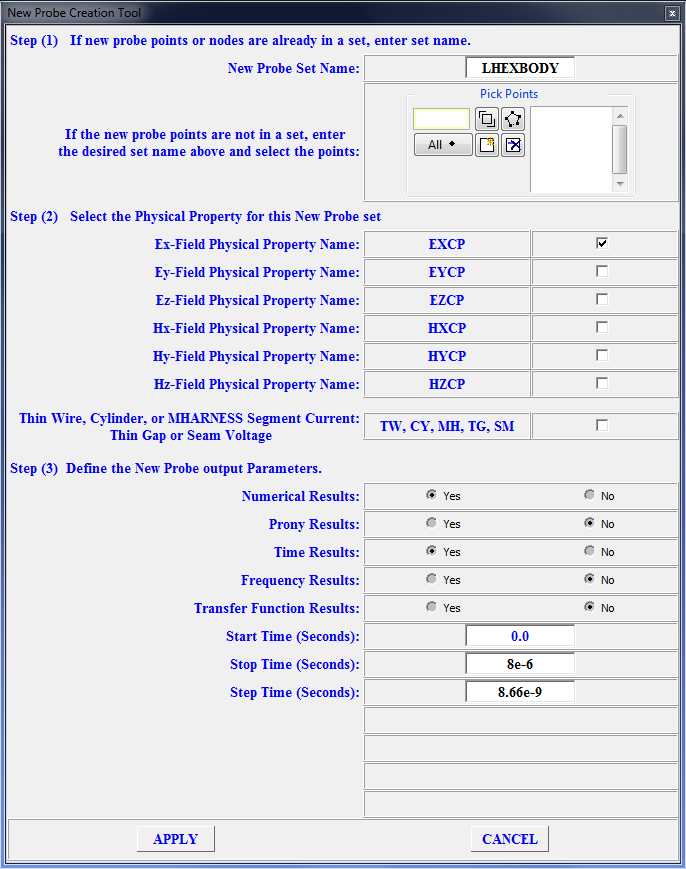 New Probe Creation Tool
Step (1) If new probe points or nodes are already in a set, enter set name.
New Probe Set Name: LHEXBODY
Pick Points
If the new probe points are not in a set, enter
the desired set name above and select the points:
All
Step (2) Select the Physical Property for this New Probe set
Ex-Field Physical Property Name: EXCP
Ey-Field Physical Property Name: EYCP
Ez-Field Physical Property Name: EZCP
Hx-Field Physical Property Name: HXCP
Hy-Field Physical Property Name: HYCP
Hz-Field Physical Property Name: HZCP
Thin Wire, Cylinder, or MHARNESS Segment Current:
Thin Gap or Seam Voltage
TW, CY, MH, TG, SM
Step (3) Define the New Probe output Parameters.
Numerical Results: Yes No
Prony Results: Yes No
Time Results: Yes No
Frequency Results: Yes No
Transfer Function Results: Yes No
Start Time (Seconds): 0.0
Stop Time (Seconds): 8e-6
Step Time (Seconds): 8.66e-9
APPLY CANCEL